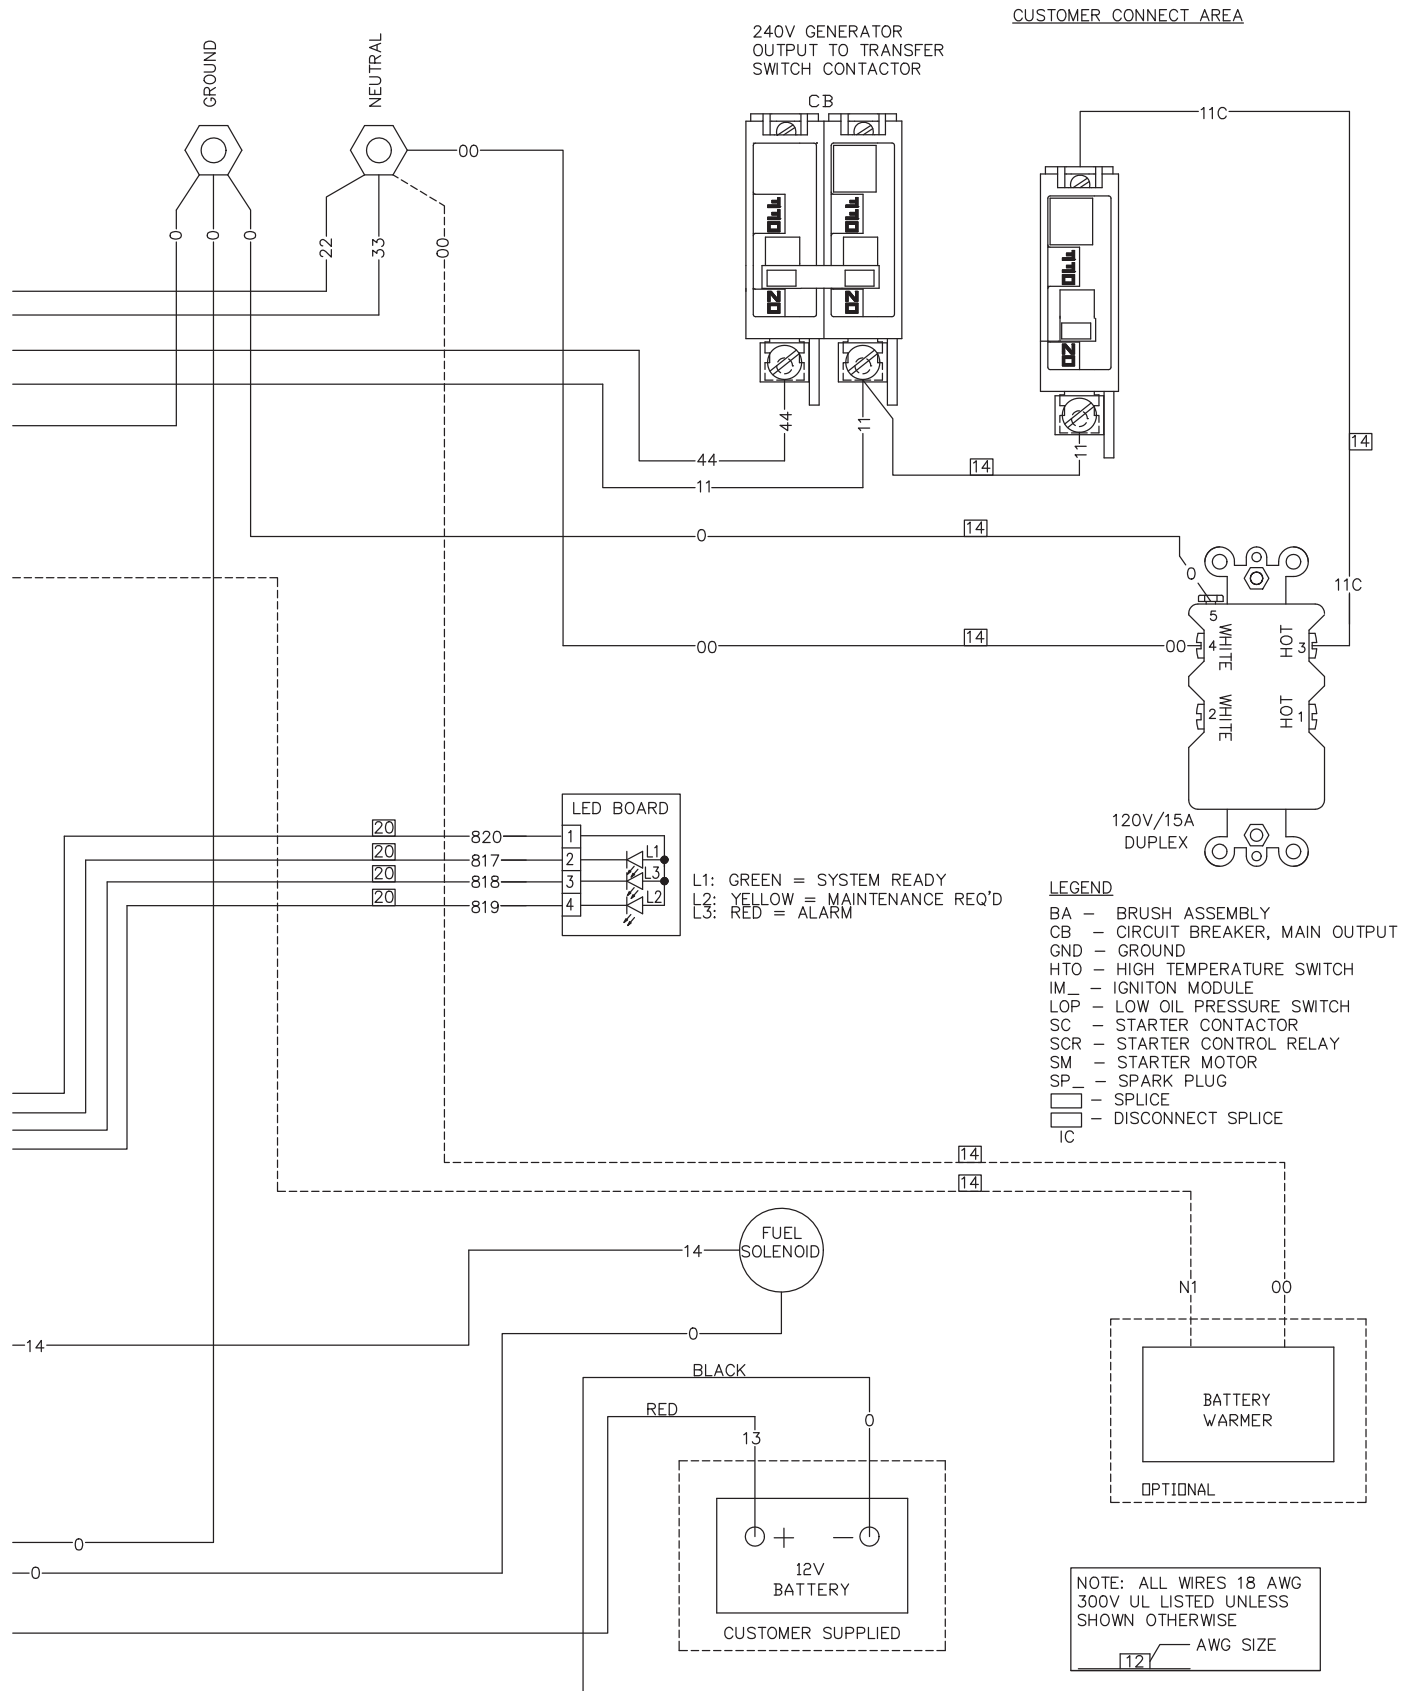 CUSTOMER CONNECT AREA
240V GENERATOR
OUTPUT TO TRANSFER
SWITCH CONTACTOR
CB
GROUND
NEUTRAL
00
11C
0
0
0
22
33
00
OFF
OFF
ON
ON
OFF
ON
44
11
11
44
11
14
14
0
14
0
11C
00
14
00
5
4
WHITE
HOT
3
2
WHITE
HOT
1
120V/15A
DUPLEX
LED BOARD
20
820
1
20
817
2
L1
20
818
3
L3
20
819
4
L2
L1: GREEN = SYSTEM READY
L2: YELLOW = MAINTENANCE REQ'D
L3: RED = ALARM
LEGEND
BA – BRUSH ASSEMBLY
CB – CIRCUIT BREAKER, MAIN OUTPUT
GND – GROUND
HTO – HIGH TEMPERATURE SWITCH
IM_ – IGNITON MODULE
LOP – LOW OIL PRESSURE SWITCH
SC – STARTER CONTACTOR
SCR – STARTER CONTROL RELAY
SM – STARTER MOTOR
SP_ – SPARK PLUG
– SPLICE
– DISCONNECT SPLICE
IC
14
14
FUEL
SOLENOID
14
N1
00
14
0
BLACK
RED
13
0
BATTERY
WARMER
OPTIONAL
+ –
12V
BATTERY
CUSTOMER SUPPLIED
0
0
NOTE: ALL WIRES 18 AWG
300V UL LISTED UNLESS
SHOWN OTHERWISE
AWG SIZE
12